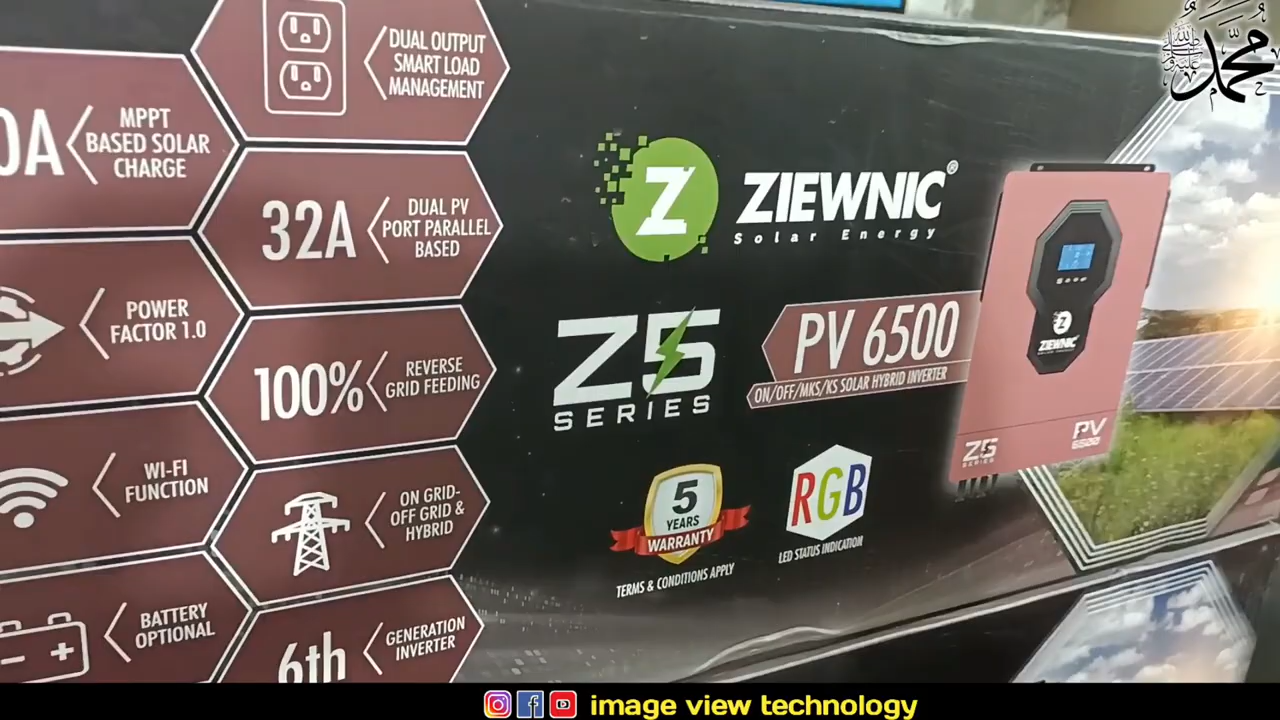 DUAL OUTPUT
SMART LOAD
MANAGEMENT
0A
MPPT
BASED SOLAR
CHARGE
32A
DUAL PV
PORT PARALLEL
BASED
POWER
FACTOR 1.0
100%
REVERSE
GRID FEEDING
WI-FI
FUNCTION
ON GRID-
OFF GRID &
HYBRID
BATTERY
OPTIONAL
6th
GENERATION
INVERTER
Z
ZIEWNIC®
Solar Energy
Z5
SERIES
PV 6500
ON/OFF/MKS/KS SOLAR HYBRID INVERTER
5
YEARS
WARRANTY
TERMS & CONDITIONS APPLY
RGB
LED STATUS INDICATION
Z
ZIEWNIC
Z5
SERIES
PV
6500
محمد
image view technology